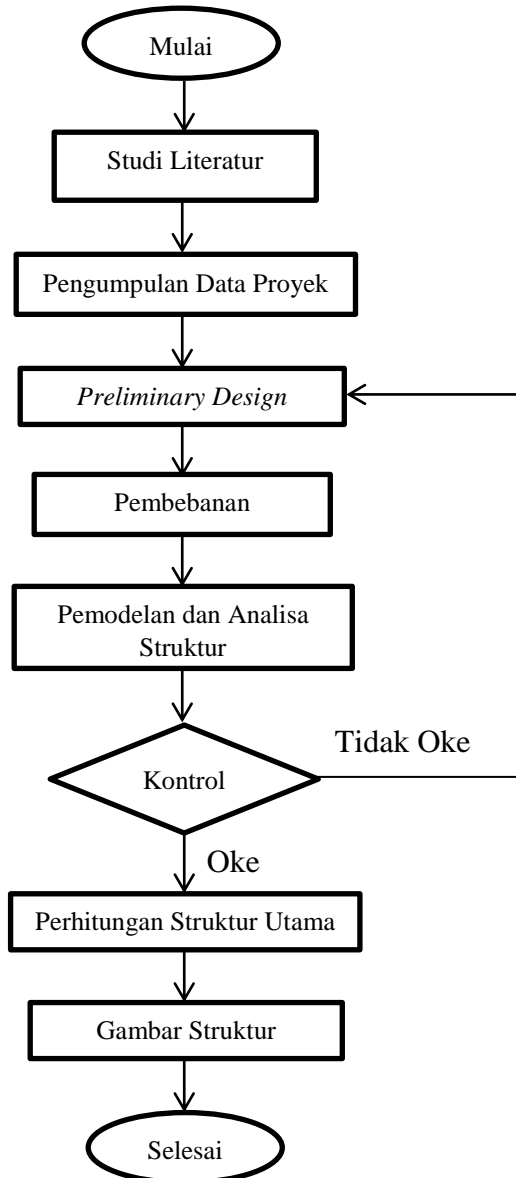 Mulai
Studi Literatur
Pengumpulan Data Proyek
Preliminary Design
Pembebanan
Pemodelan dan Analisa
Struktur
Tidak Oke
Kontrol
Oke
Perhitungan Struktur Utama
Gambar Struktur
Selesai